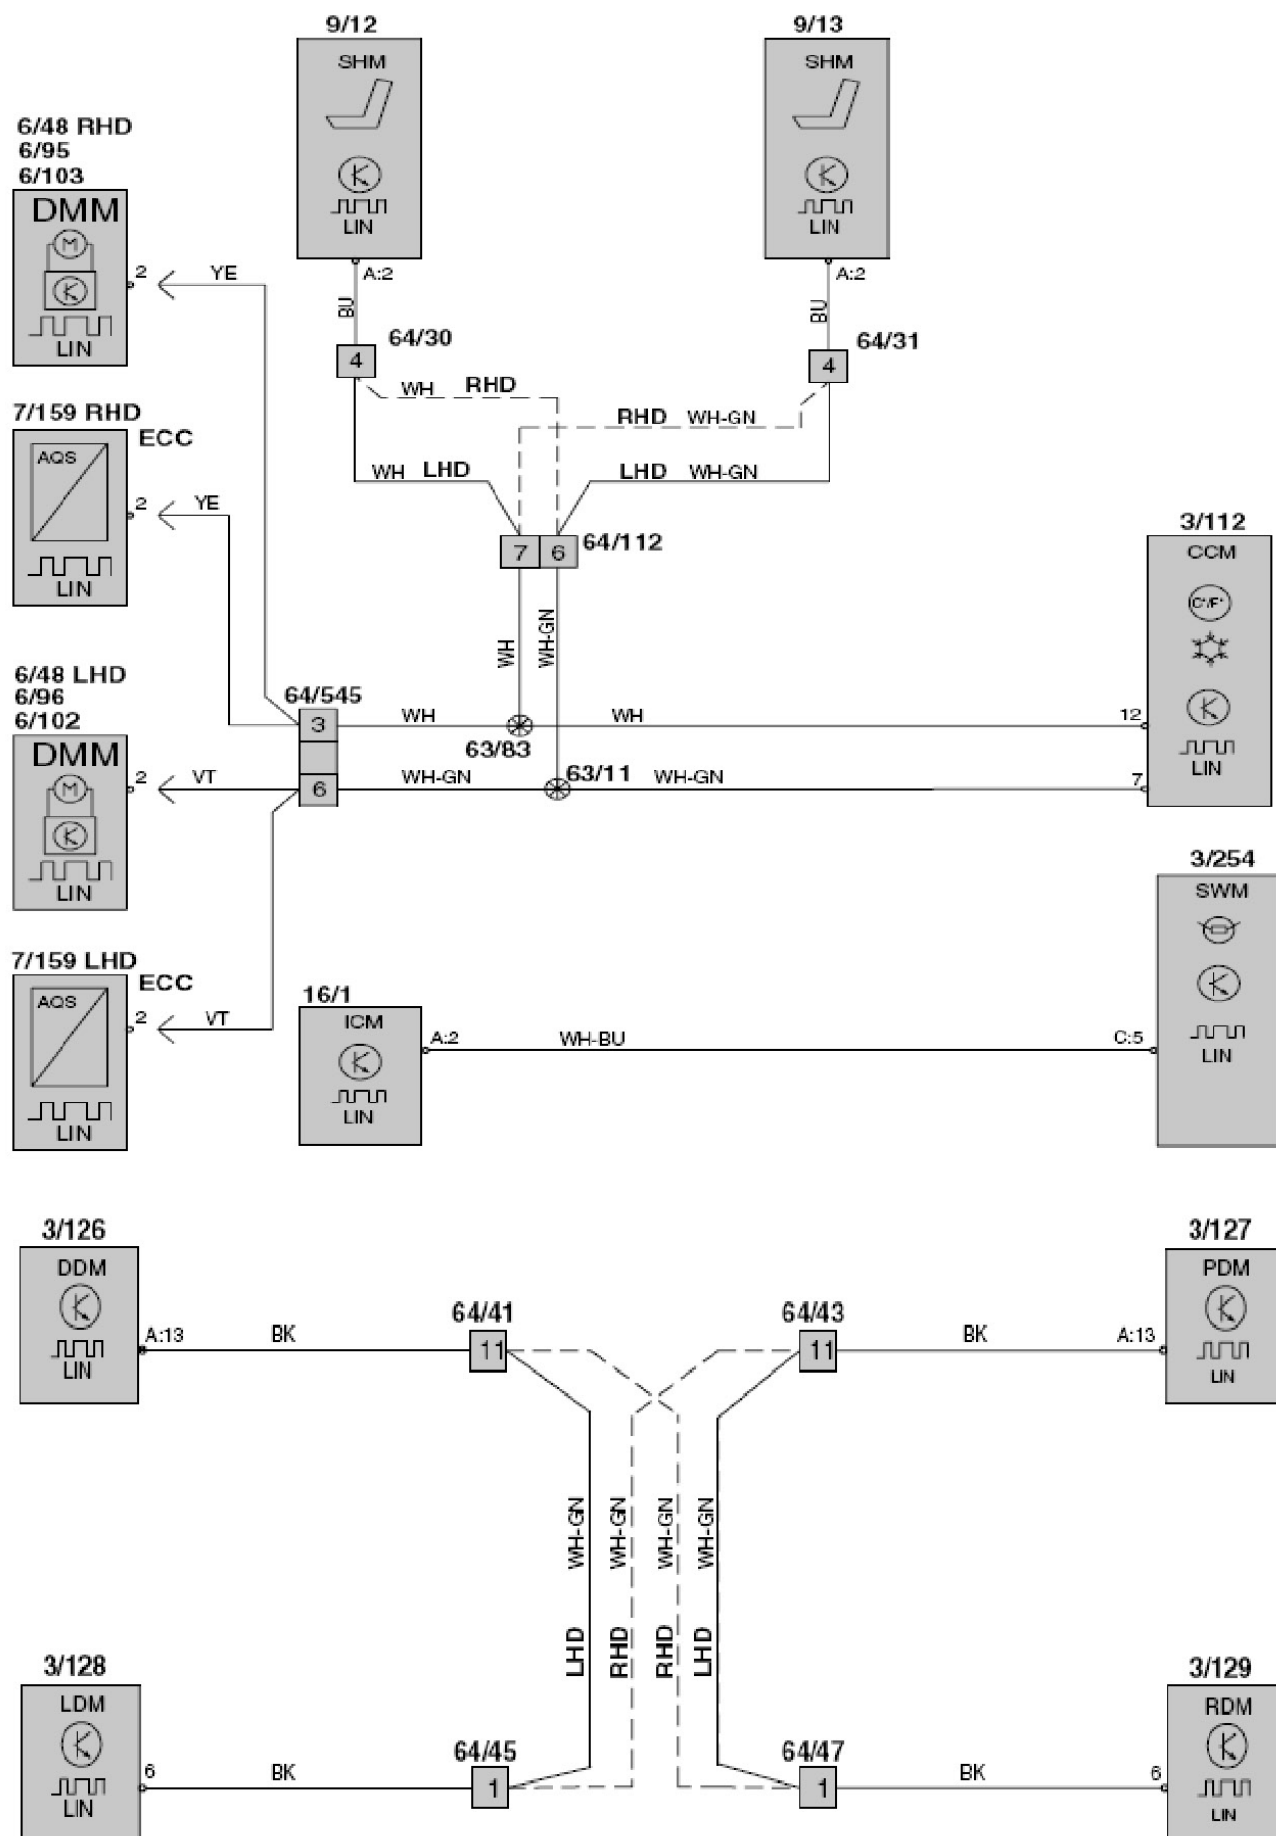 9/12
SHM
LIN
A:2
BU
64/30
4
9/13
SHM
LIN
A:2
BU
64/31
4
6/48 RHD
6/95
6/103
DMM
M
LIN
2
YE
WH RHD
RHD WH-GN
WH LHD
LHD WH-GN
7/159 RHD
ECC
AQS
LIN
2
YE
7 6 64/112
WH
WH-GN
3/112
CCM
C°/F°
LIN
12
7
6/48 LHD
6/96
6/102
DMM
M
LIN
2
VT
64/545
3
6
WH
63/83
WH
WH-GN
63/11
WH-GN
7/159 LHD
ECC
AQS
LIN
2
VT
16/1
ICM
LIN
A:2
WH-BU
C:5
3/254
SWM
LIN
3/126
DDM
LIN
A:13
BK
64/41
11
64/43
11
BK
A:13
3/127
PDM
LIN
WH-GN
LHD
WH-GN
RHD
WH-GN
RHD
WH-GN
LHD
3/128
LDM
LIN
6
BK
64/45
1
64/47
1
BK
6
3/129
RDM
LIN